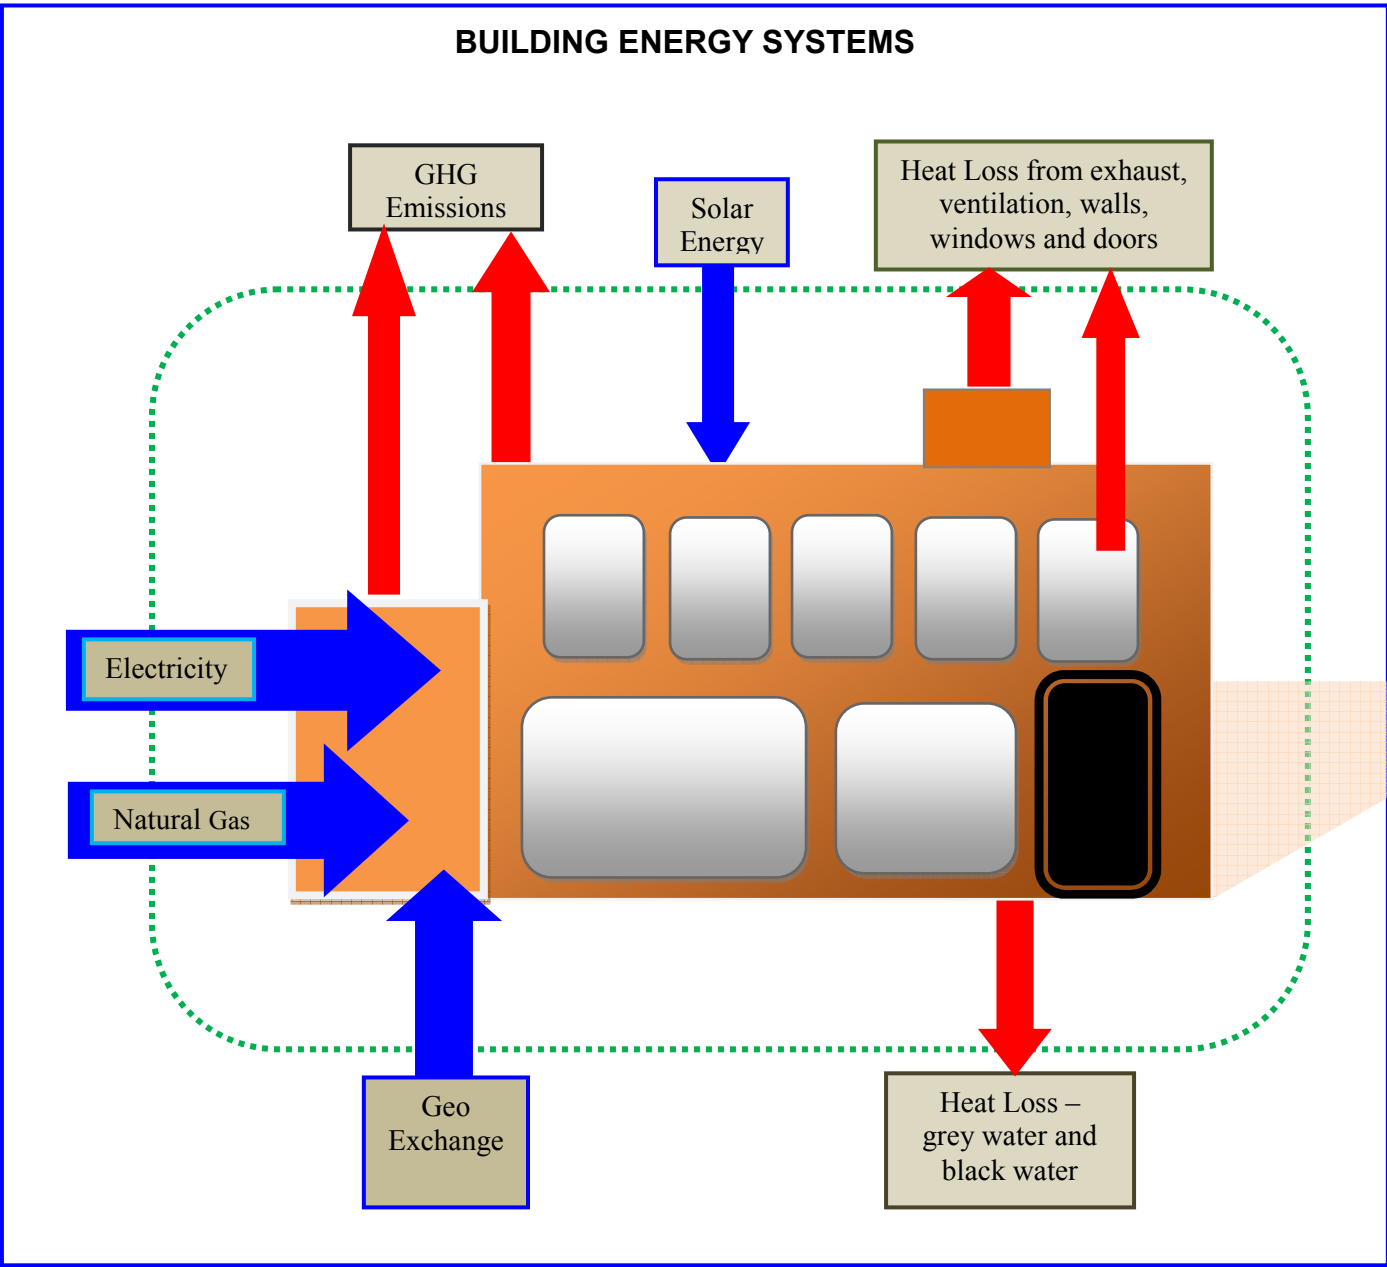 BUILDING ENERGY SYSTEMS
GHG
Emissions
Solar
Energy
Heat Loss from exhaust,
ventilation, walls,
windows and doors
Electricity
Natural Gas
Geo
Exchange
Heat Loss –
grey water and
black water